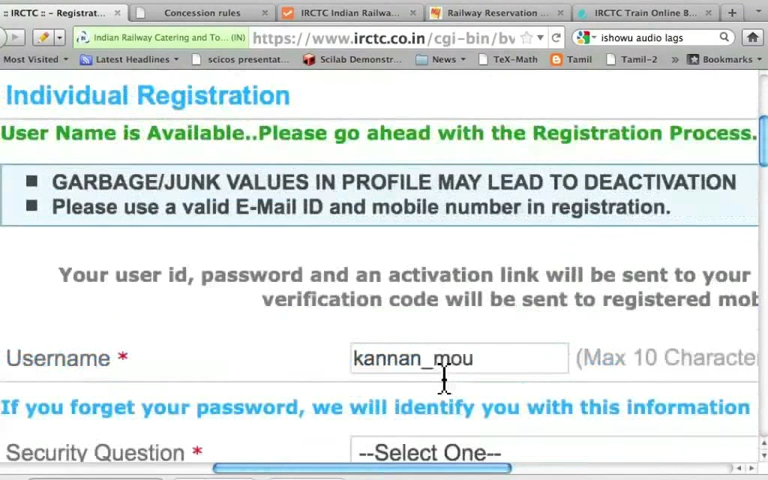 :: IRCTC :: - Registrat...
Concession rules
IRCTC Indian Railwa...
Railway Reservation ...
IRCTC Train Online B...
Indian Railway Catering and To... (IN)
https://www.irctc.co.in/cgi-bin/bv
ishowu audio lags
Most Visited
Latest Headlines
scicos presentat...
Scilab Demonstr...
News
TeX-Math
Tamil
Tamil-2
»
Bookmarks
Individual Registration
User Name is Available..Please go ahead with the Registration Process.
GARBAGE/JUNK VALUES IN PROFILE MAY LEAD TO DEACTIVATION
Please use a valid E-Mail ID and mobile number in registration.
Your user id, password and an activation link will be sent to your
verification code will be sent to registered mob
Username * kannan_mou (Max 10 Characte
If you forget your password, we will identify you with this information
Security Question * --Select One--